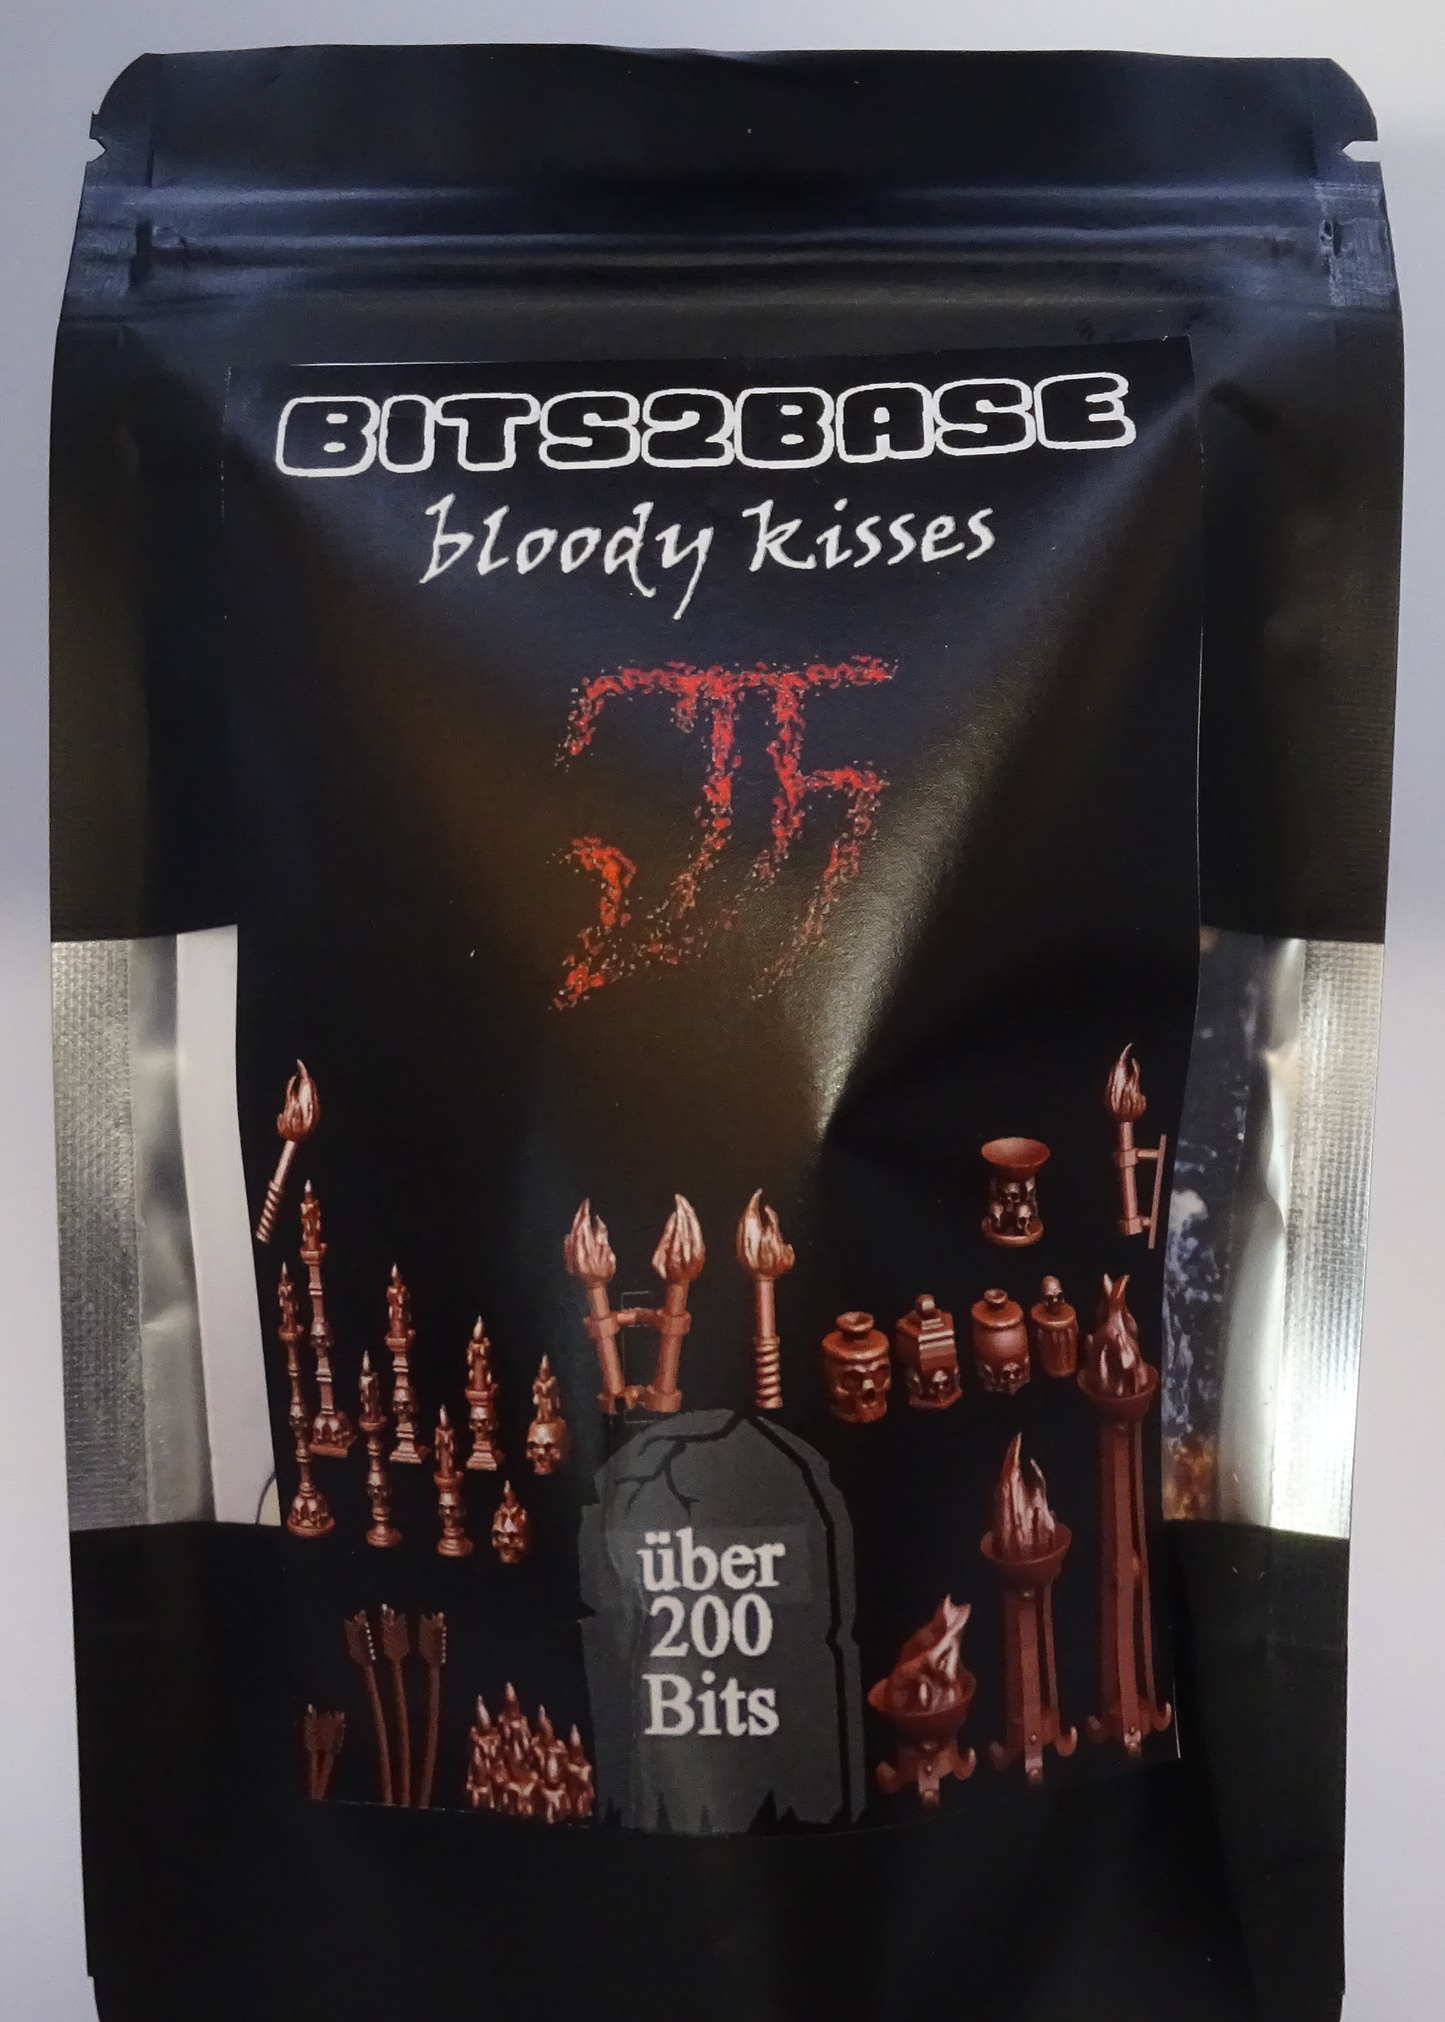 BITS2BASE
bloody kisses
über
200
Bits